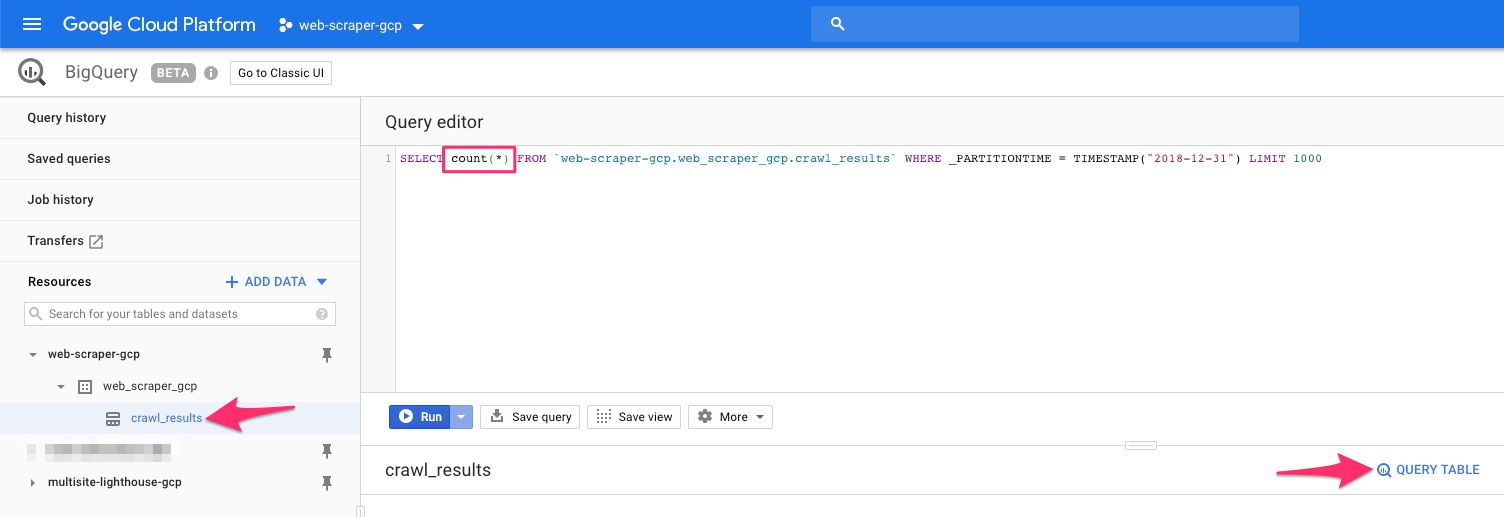 Google Cloud Platform web-scraper-gcp
BigQuery BETA Go to Classic UI
Query history
Saved queries
Job history
Transfers
Resources ADD DATA
Search for your tables and datasets
web-scraper-gcp
web_scraper_gcp
crawl_results
multisite-lighthouse-gcp
Query editor
1 SELECT count(*) FROM `web-scraper-gcp.web_scraper_gcp.crawl_results` WHERE _PARTITIONTIME = TIMESTAMP("2018-12-31") LIMIT 1000
Run Save query Save view More
crawl_results QUERY TABLE